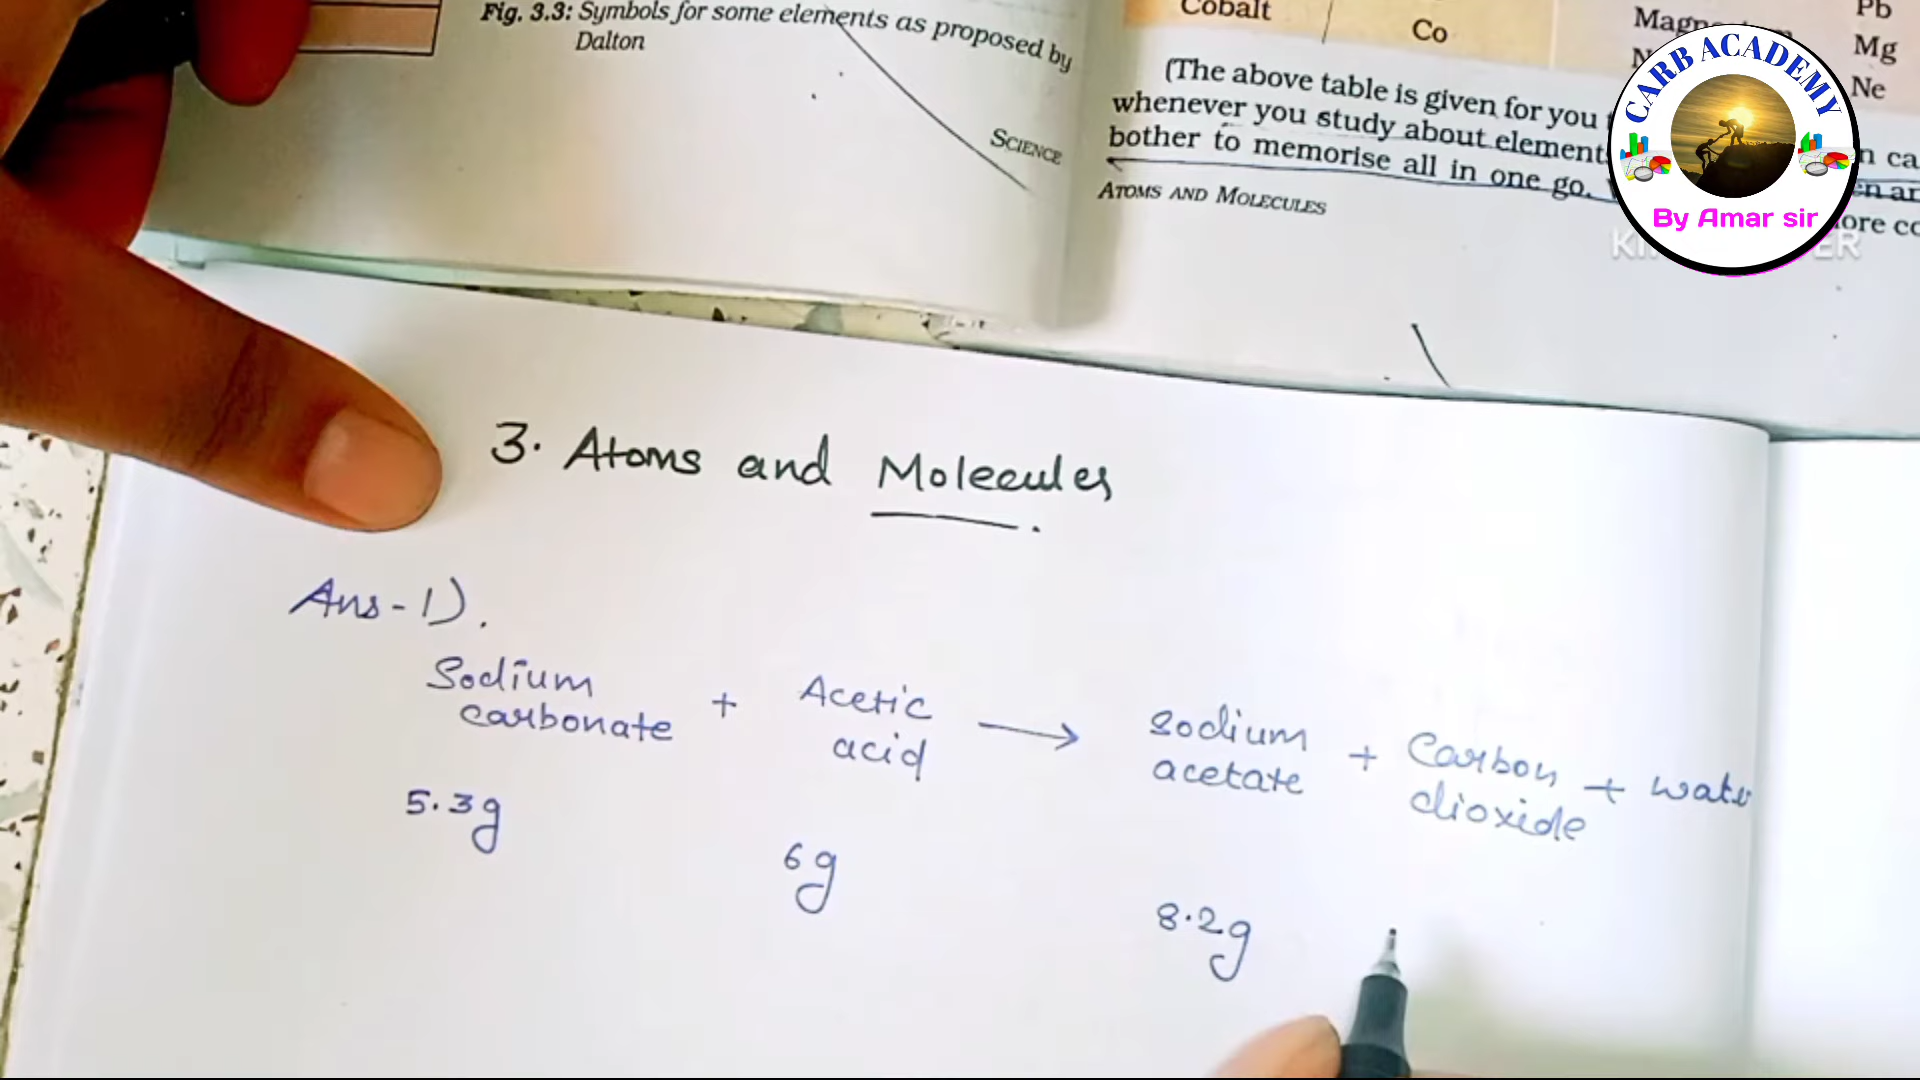 Fig. 3.3: Symbols for some elements as proposed by
Dalton
SCIENCE
Cobalt
Co
Pb
Mg
Ne
(The above table is given for you
whenever you study about elements
bother to memorise all in one go.
ATOMS AND MOLECULES
CARB ACADEMY
By Amar sir
3. Atoms and Molecules
Ans - 1).
Sodium carbonate + Acetic acid → sodium acetate + Carbon dioxide + wate
5.3g
6g
8.2g